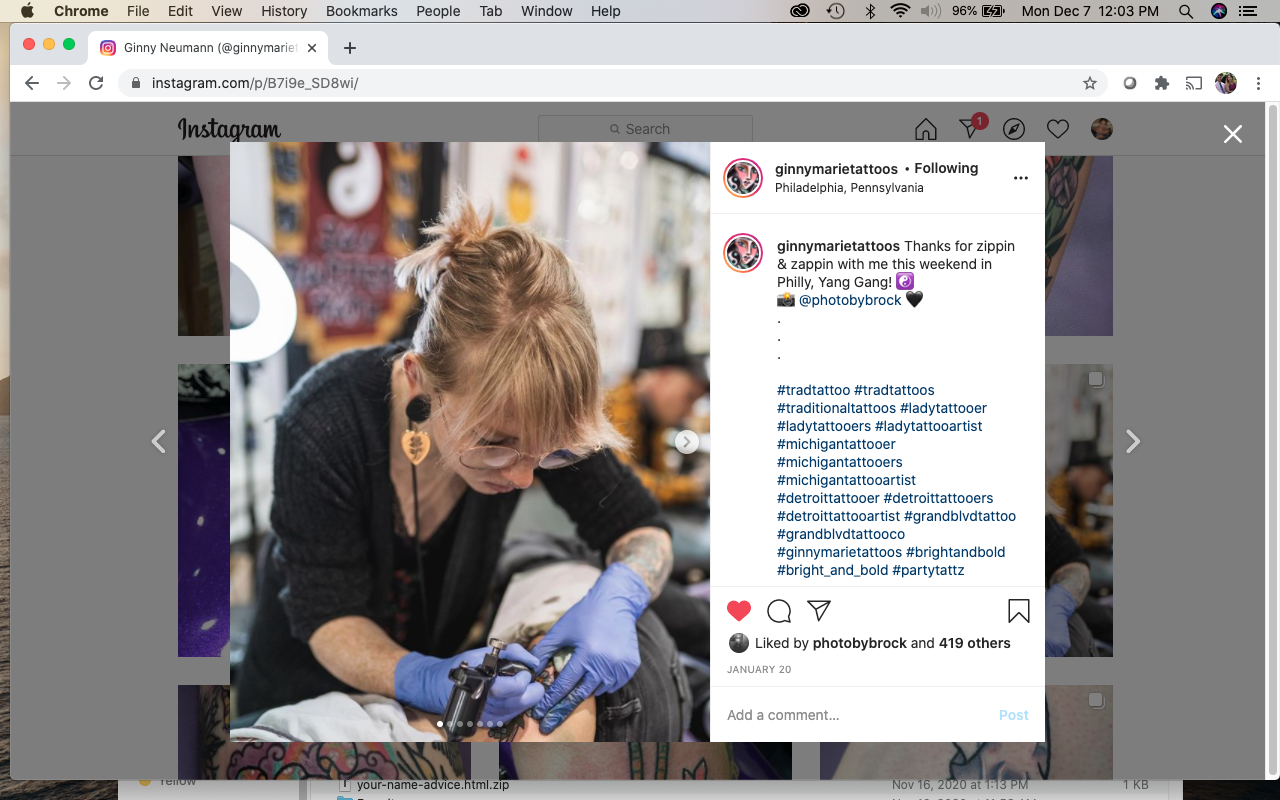 Chrome File Edit View History Bookmarks People Tab Window Help 96% Mon Dec 7 12:03 PM
Ginny Neumann (@ginnymariet
instagram.com/p/B7i9e_SD8wi/
Instagram Search 1
ginnymarietattoos • Following
Philadelphia, Pennsylvania
ginnymarietattoos Thanks for zippin
& zappin with me this weekend in
Philly, Yang Gang! ☯️
📸 @photobybrock 🖤
.
.
.
#tradtattoo #tradtattoos
#traditionaltattoos #ladytattooer
#ladytattooers #ladytattooartist
#michigantattooer
#michigantattooers
#michigantattooartist
#detroittattooer #detroittattooers
#detroittattooartist #grandblvdtattoo
#grandblvdtattooco
#ginnymarietattoos #brightandbold
#bright_and_bold #partytattz
Liked by photobybrock and 419 others
JANUARY 20
Add a comment... Post
Yellow
your-name-advice.html.zip Nov 16, 2020 at 1:13 PM 1 KB